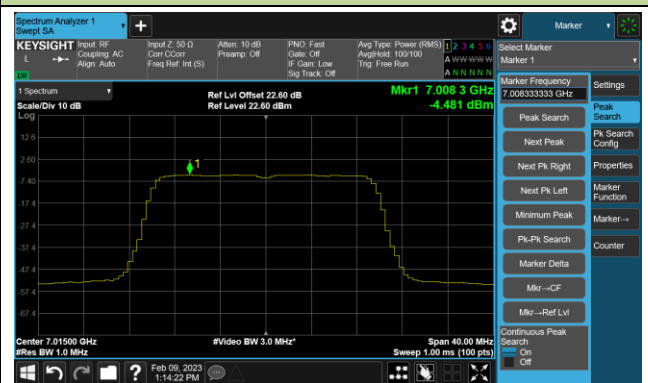 Spectrum Analyzer 1
Swept SA
+
Marker
KEYSIGHT
L
Input: RF
Coupling: AC
Align: Auto
Input Z: 50 Ω
Corr CCorr
Freq Ref: Int (S)
Atten: 10 dB
Preamp: Off
PNO: Fast
Gate: Off
IF Gain: Low
Sig Track: Off
Avg Type: Power (RMS)
Avg|Hold: 100/100
Trig: Free Run
1 2 3 4 5 6
A W W W W W
A N N N N N
Select Marker
Marker 1
1 Spectrum
Scale/Div 10 dB
Log
Ref Lvl Offset 22.60 dB
Ref Level 22.60 dBm
Mkr1 7.008 3 GHz
-4.481 dBm
12.6
2.60
-7.40
-17.4
-27.4
-37.4
-47.4
-57.4
-67.4
1
Center 7.01500 GHz
#Res BW 1.0 MHz
#Video BW 3.0 MHz*
Span 40.00 MHz
Sweep 1.00 ms (100 pts)
Marker Frequency
7.008333333 GHz
Peak Search
Next Peak
Next Pk Right
Next Pk Left
Minimum Peak
Pk-Pk Search
Marker Delta
Mkr→CF
Mkr→Ref Lvl
Continuous Peak
Search
On
Off
Settings
Peak
Search
Pk Search
Config
Properties
Marker
Function
Marker→
Counter
?
Feb 09, 2023
1:14:22 PM